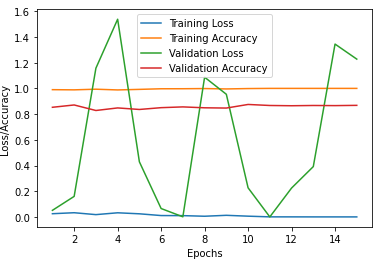 1.6
1.4
1.2
1.0
0.8
0.6
0.4
0.2
0.0
Loss/Accuracy
Training Loss
Training Accuracy
Validation Loss
Validation Accuracy
2 4 6 8 10 12 14
Epochs